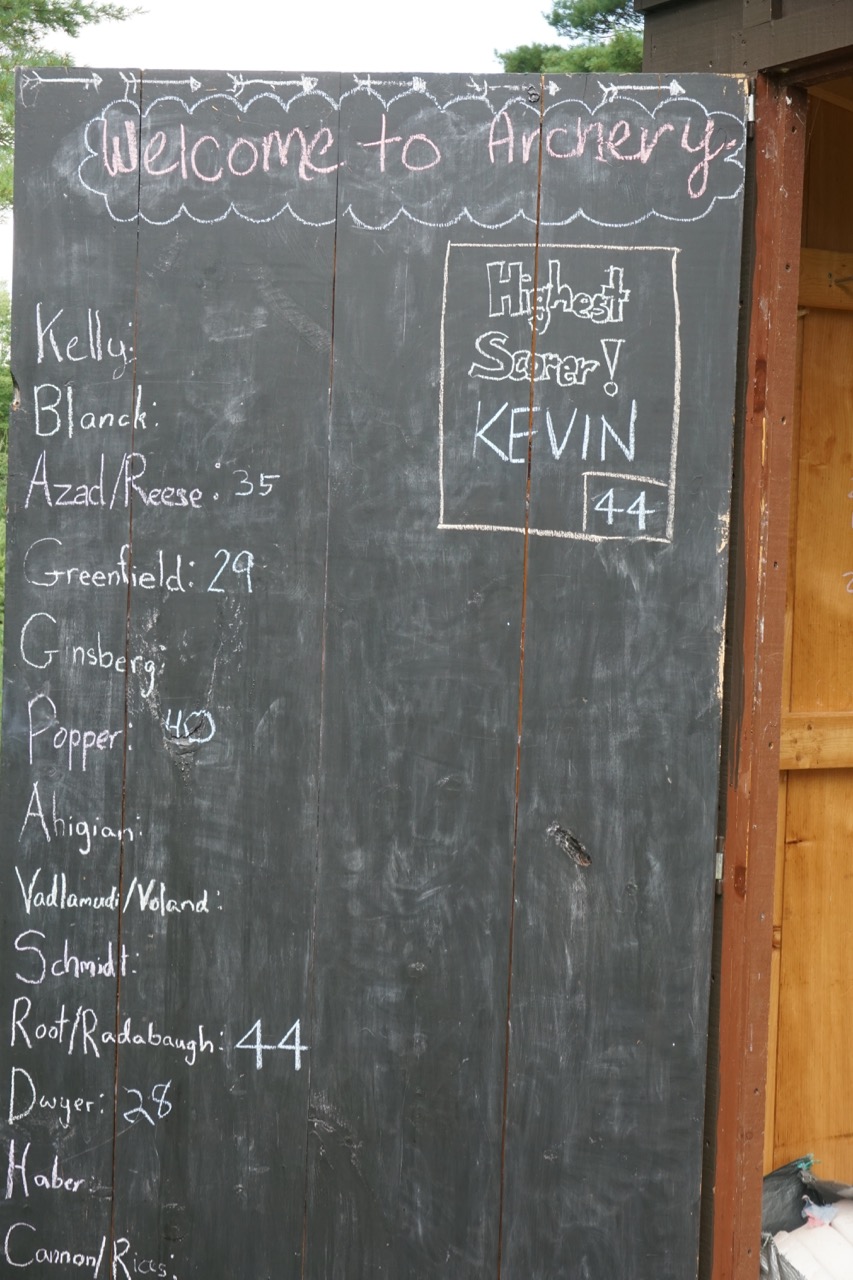 Welcome to Archery
Highest
Scorer!
KEVIN
44
Kelly:
Blanck:
Azad/Reese: 35
Greenfield: 29
Ginsberg:
Popper: 40
Ahigian:
Vadlamudi/Voland:
Schmidt:
Root/Radabaugh: 44
Dwyer: 28
Haber:
Cannon/